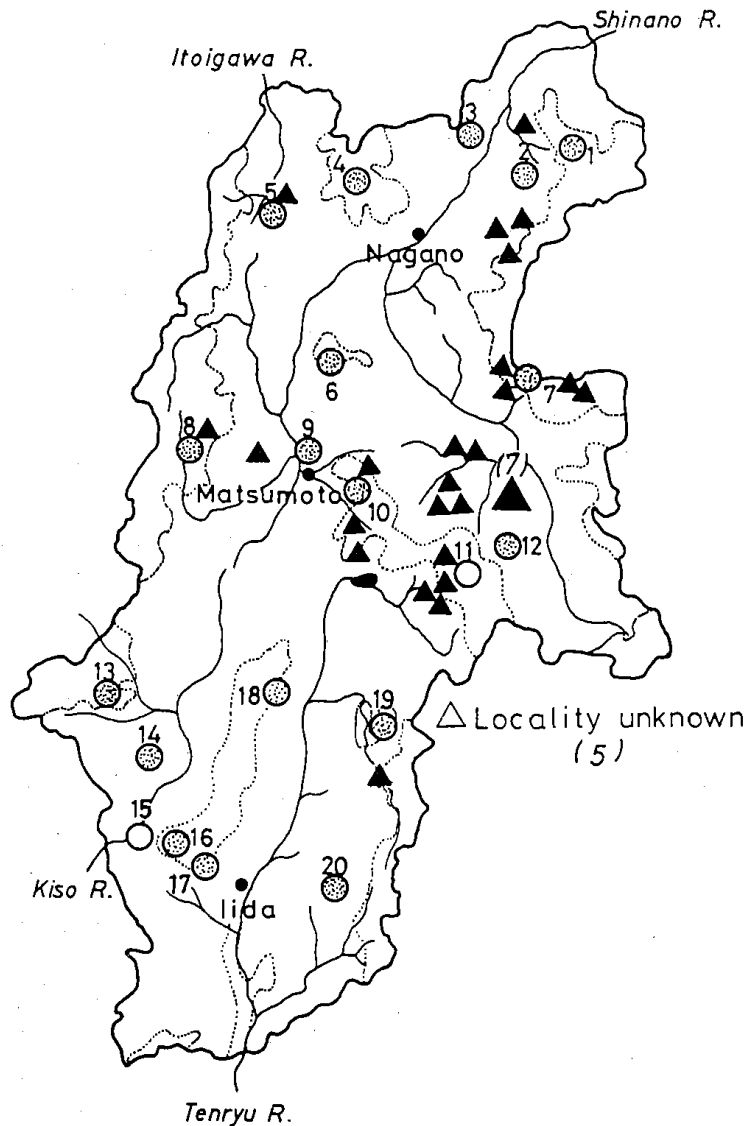 Shinano R.
Itoigawa R.
3
1
2
4
5
Nagano
6
7
8
9
(7)
Matsumoto
10
11
12
13
18
19
△ Locality unknown
(5)
14
15
16
Kiso R.
17
20
Iida
Tenryu R.